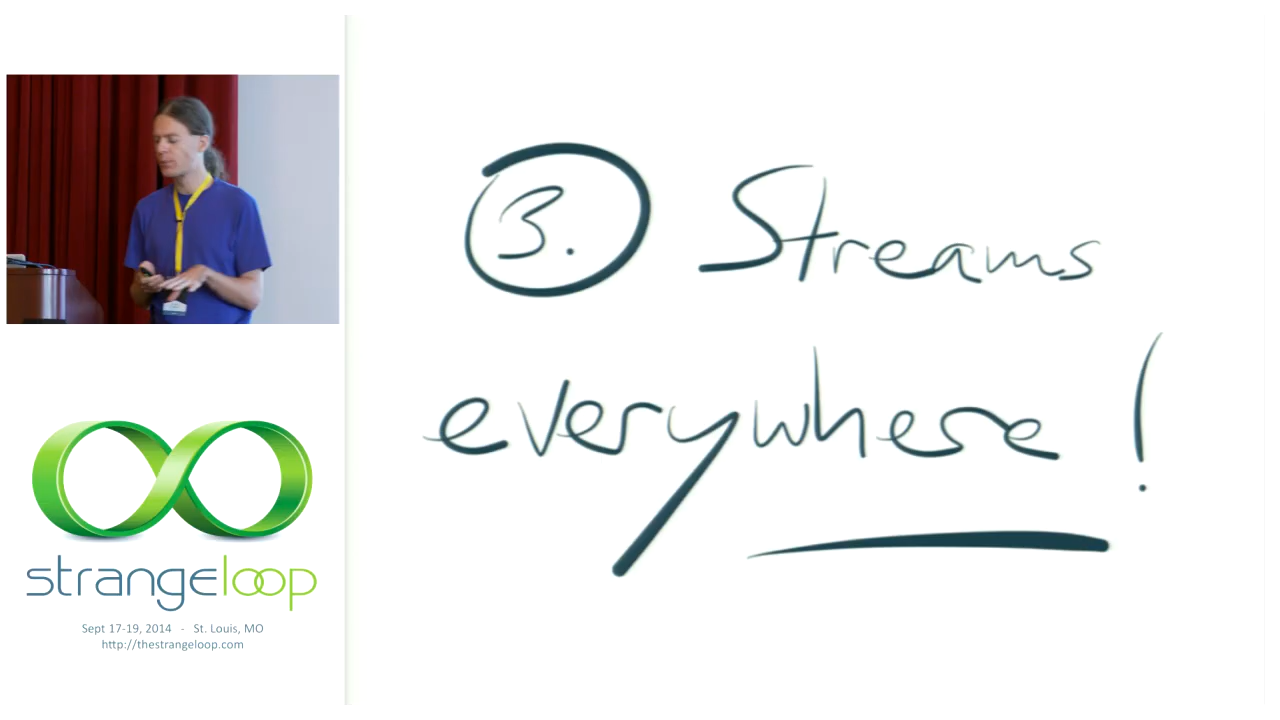 3. Streams
everywhere!
strangeloop
Sept 17-19, 2014 - St. Louis, MO
http://thestrangeloop.com